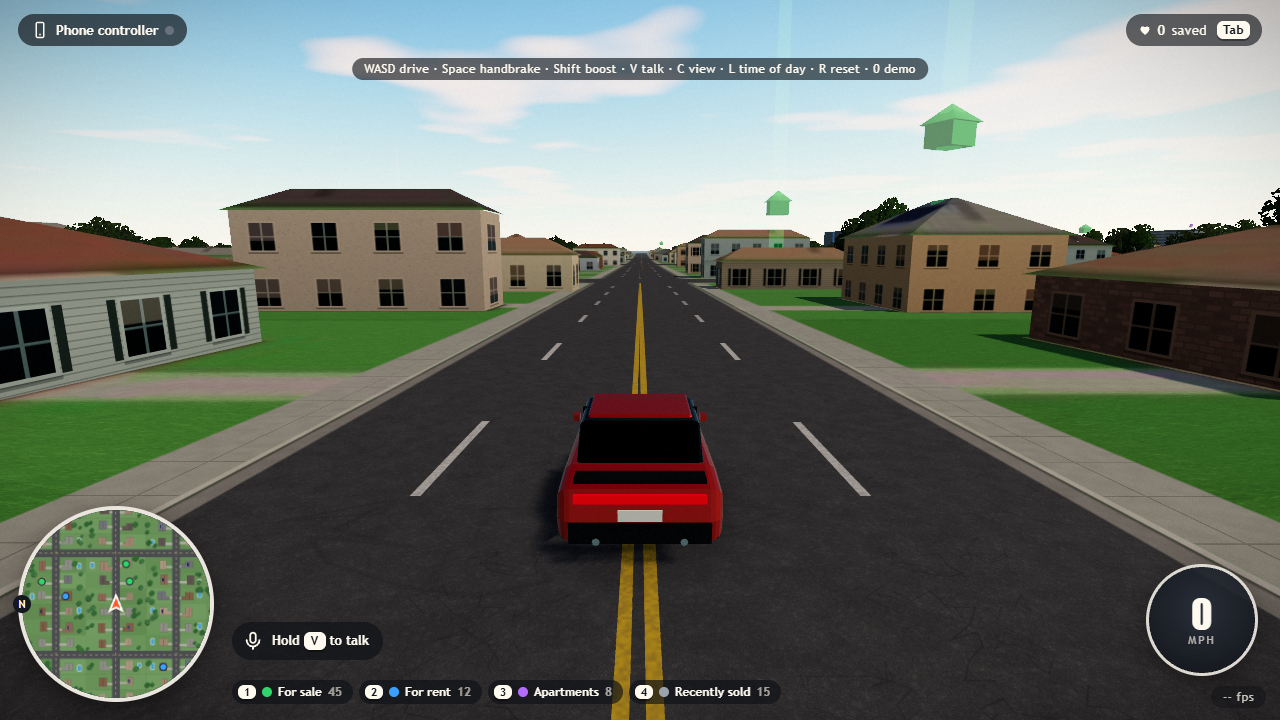 Phone controller
0 saved Tab
WASD drive · Space handbrake · Shift boost · V talk · C view · L time of day · R reset · 0 demo
N
0
MPH
Hold V to talk
1 For sale 45
2 For rent 12
3 Apartments 8
4 Recently sold 15
-- fps